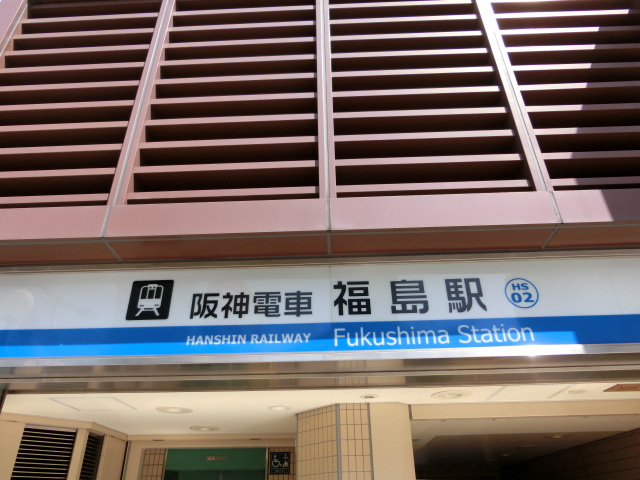 阪神電車 福島駅 HS 02
HANSHIN RAILWAY Fukushima Station